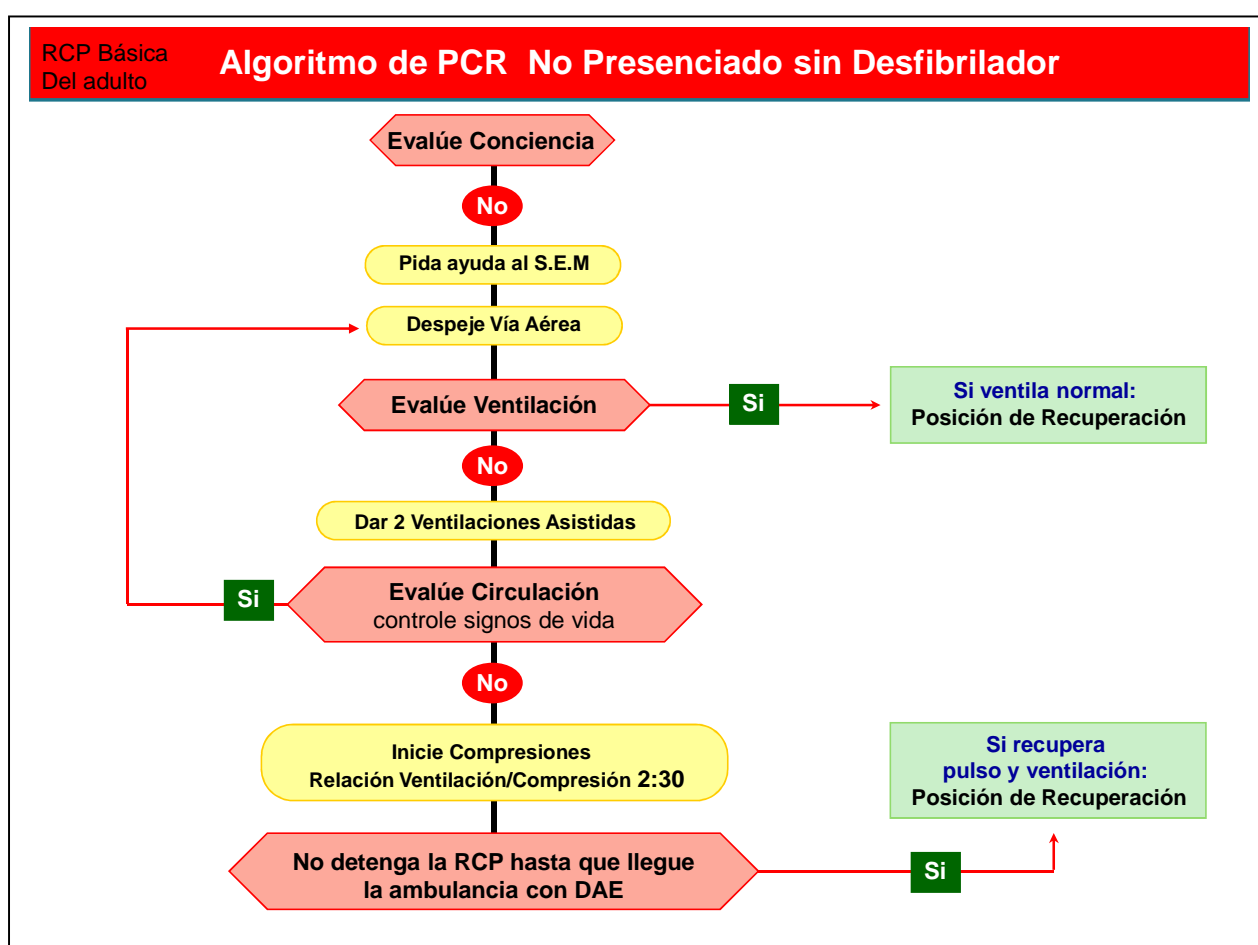 RCP Básica
Del adulto
Algoritmo de PCR No Presenciado sin Desfibrilador
Evalúe Conciencia
No
Pida ayuda al S.E.M
Despeje Vía Aérea
Evalúe Ventilación
Si
Si ventila normal:
Posición de Recuperación
No
Dar 2 Ventilaciones Asistidas
Evalúe Circulación
controle signos de vida
Si
No
Inicie Compresiones
Relación Ventilación/Compresión 2:30
Si recupera
pulso y ventilación:
Posición de Recuperación
No detenga la RCP hasta que llegue
la ambulancia con DAE
Si